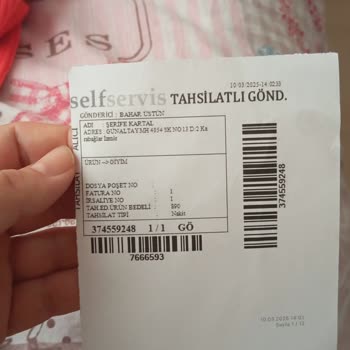 10/03/2025-14:02:18
selfservis TAHSİLATLI GÖND.
GÖNDERİCİ : BAHAR ÜSTÜN
ADI : ŞERİFE KARTAL
ADRES : GÜNALTAY MH 4854 SK NO 13 D:2 Ka
rabağlar İzmir
ALICI
ÜRÜN -> GİYİM
DOSYA POŞET NO :
FATURA NO : 1
İRSALİYE NO : 1
TAH.ED.ÜRÜN BEDELİ :
TAHSİLAT TİPİ : Nakit
374559248 1 / 1 GÖ
7666593
374559248
10.03.2025 14:02
Sayfa 1 / 12